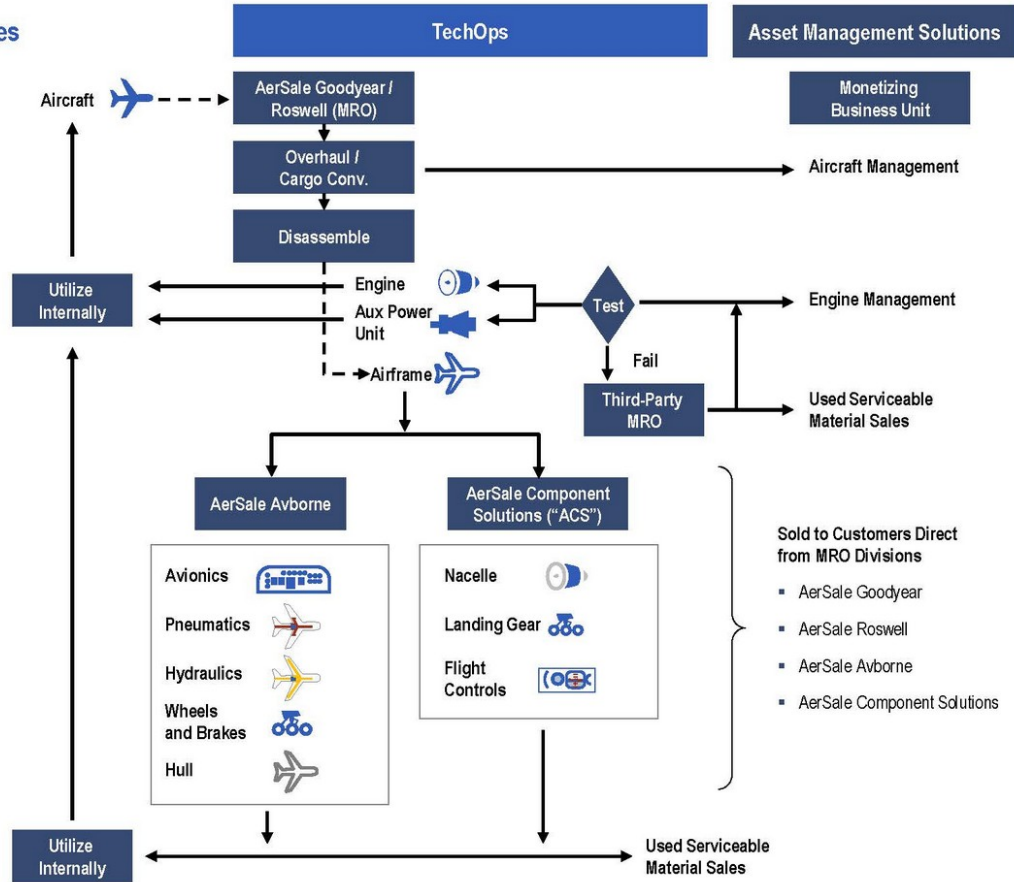 es
TechOps
Asset Management Solutions
Aircraft
AerSale Goodyear /
Roswell (MRO)
Monetizing
Business Unit
Overhaul /
Cargo Conv.
Aircraft Management
Disassemble
Utilize
Internally
Engine
Aux Power
Unit
Airframe
Test
Engine Management
Fail
Third-Party
MRO
Used Serviceable
Material Sales
AerSale Avborne
AerSale Component
Solutions (“ACS”)
Avionics
Pneumatics
Hydraulics
Wheels
and Brakes
Hull
Nacelle
Landing Gear
Flight
Controls
Sold to Customers Direct
from MRO Divisions
▪ AerSale Goodyear
▪ AerSale Roswell
▪ AerSale Avborne
▪ AerSale Component Solutions
Utilize
Internally
Used Serviceable
Material Sales